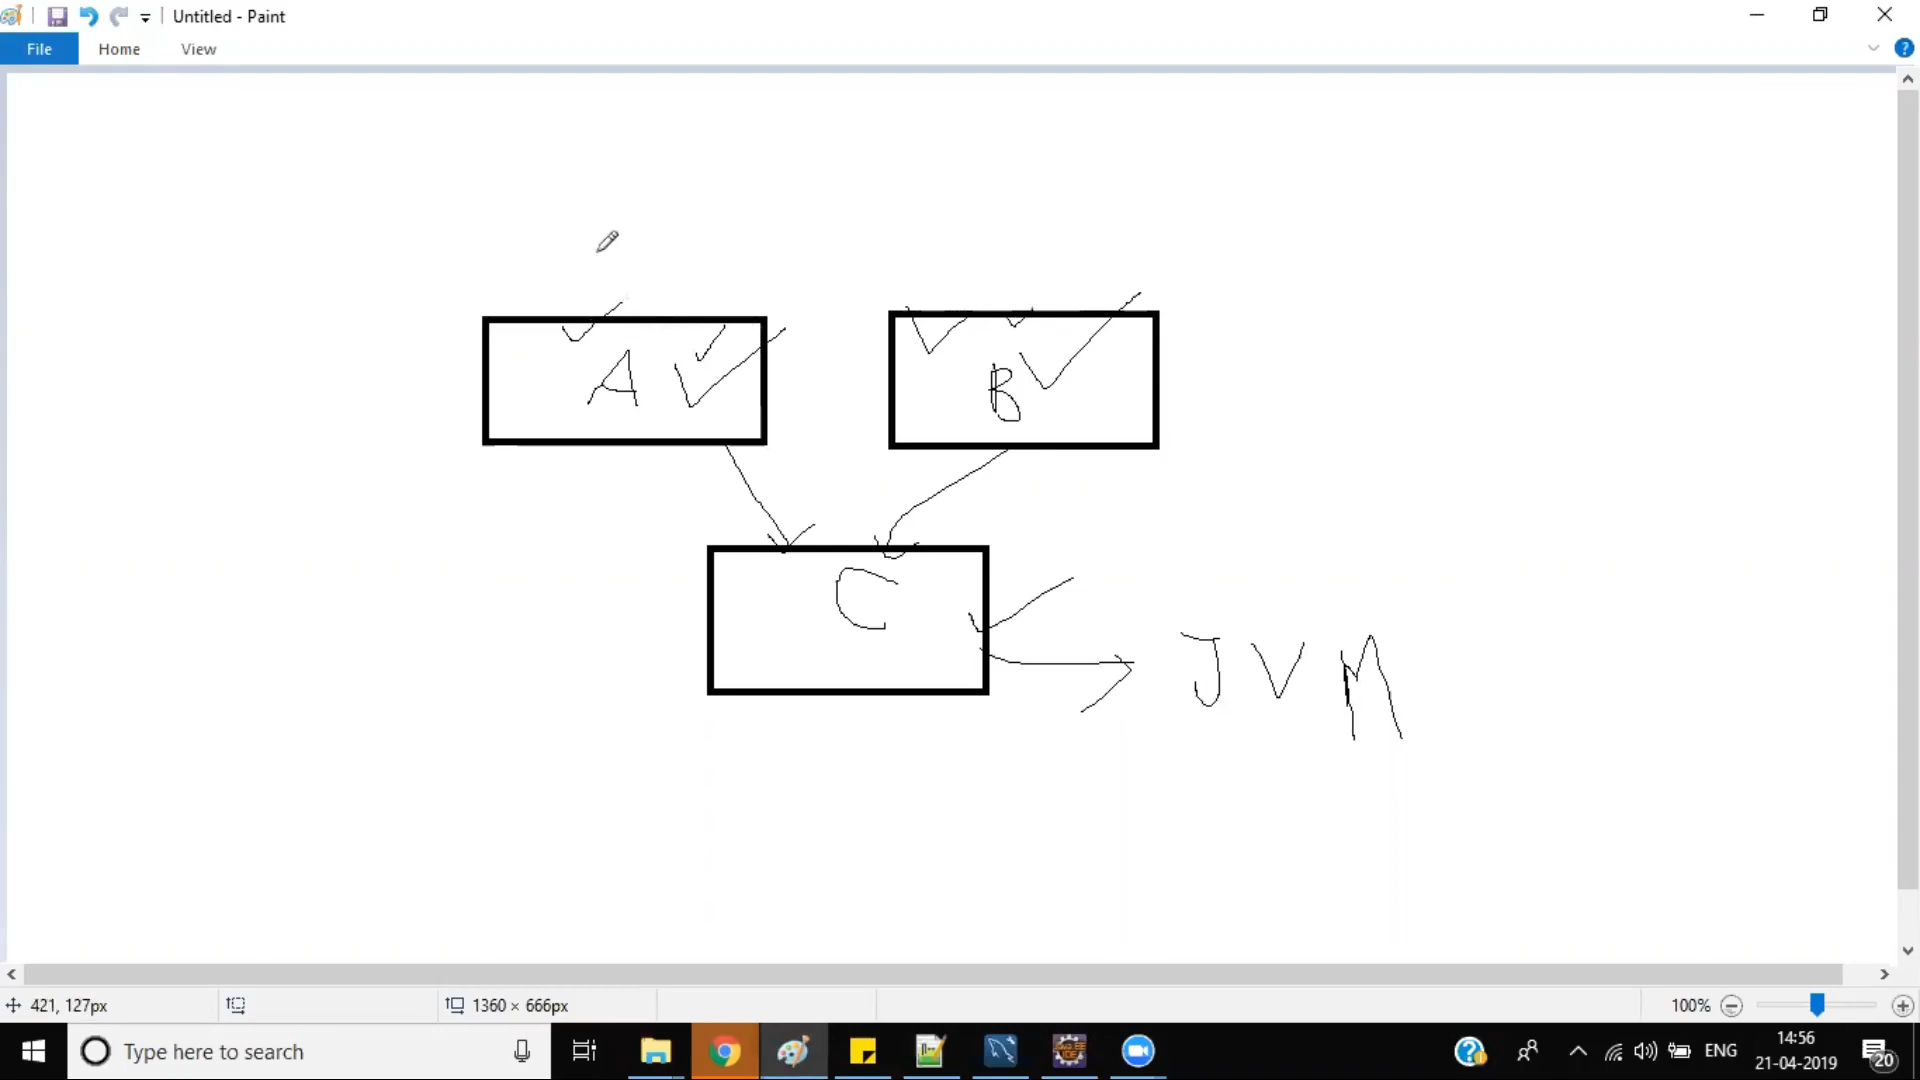 Untitled - Paint
File Home View
A
B
C
J V M
421, 127px
1360 × 666px
100%
Type here to search
ENG
14:56
21-04-2019
20